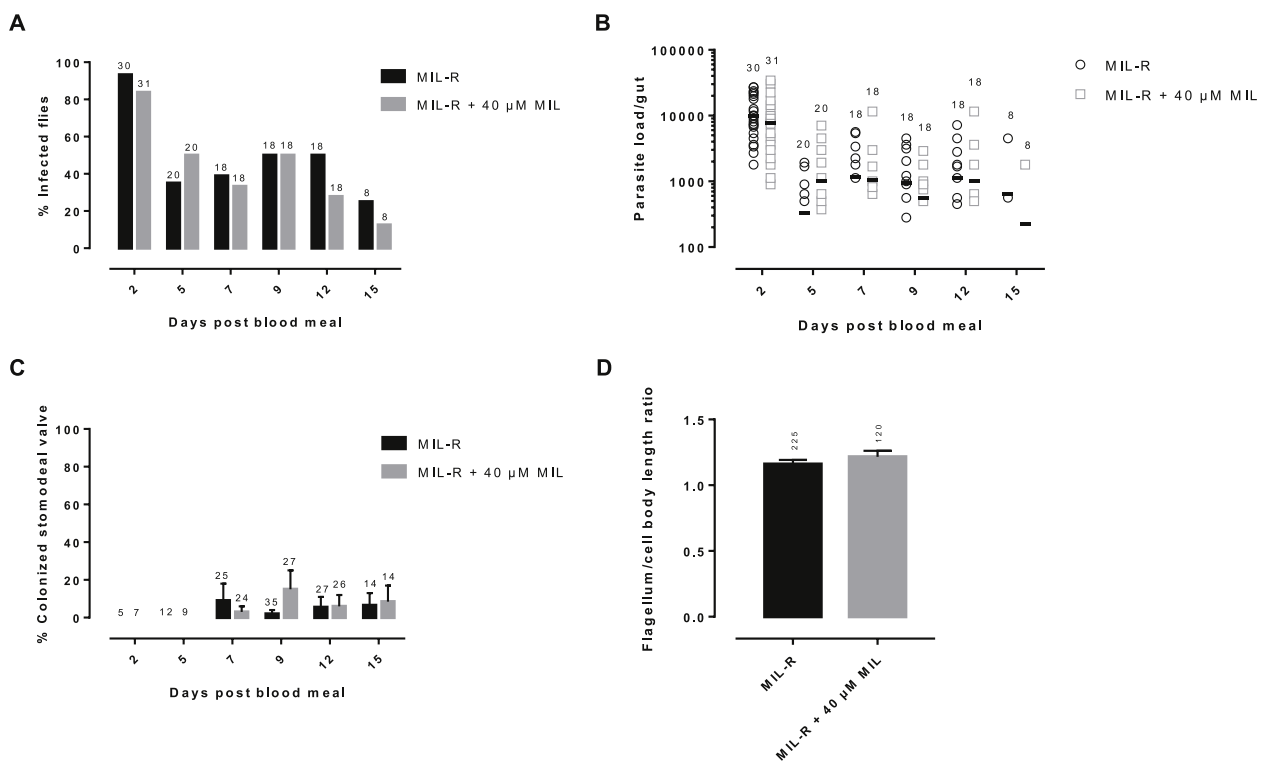 A
% Infected flies
100
80
60
40
20
0
30 31 20 20 18 18 18 18 18 18 8 8
2 5 7 9 12 15
Days post blood meal
MIL-R
MIL-R + 40 µM MIL
B
Parasite load/gut
100000
10000
1000
100
30 31 20 20 18 18 18 18 18 18 8 8
2 5 7 9 12 15
Days post blood meal
MIL-R
MIL-R + 40 µM MIL
C
% Colonized stomodeal valve
100
80
60
40
20
0
5 7 12 9 25 24 35 27 27 26 14 14
2 5 7 9 12 15
Days post blood meal
MIL-R
MIL-R + 40 µM MIL
D
Flagellum/cell body length ratio
1.5
1.0
0.5
0.0
225 120
MIL-R
MIL-R + 40 µM MIL